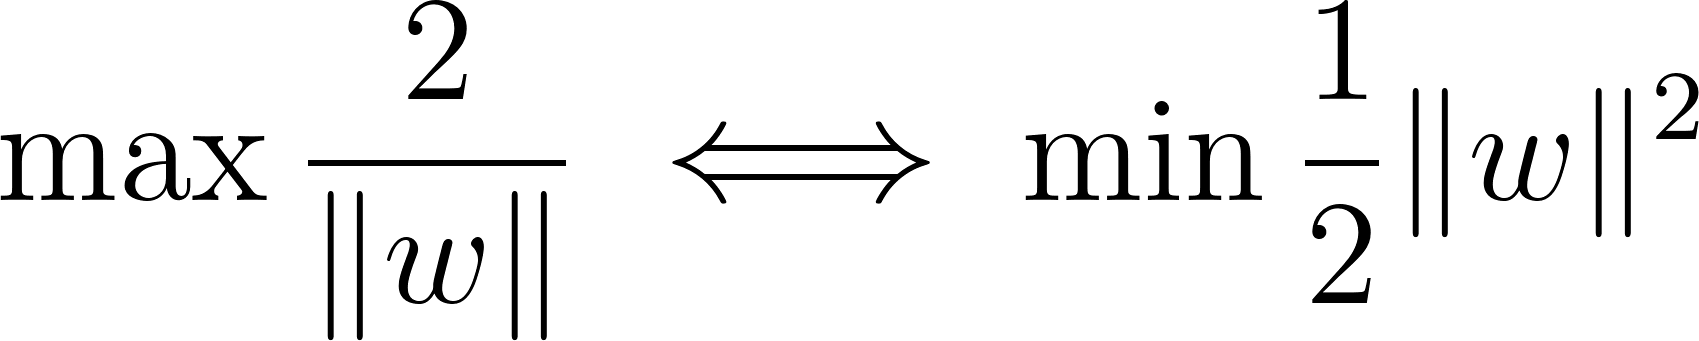 max 2/‖w‖ ⟺ min 1/2 ‖w‖²